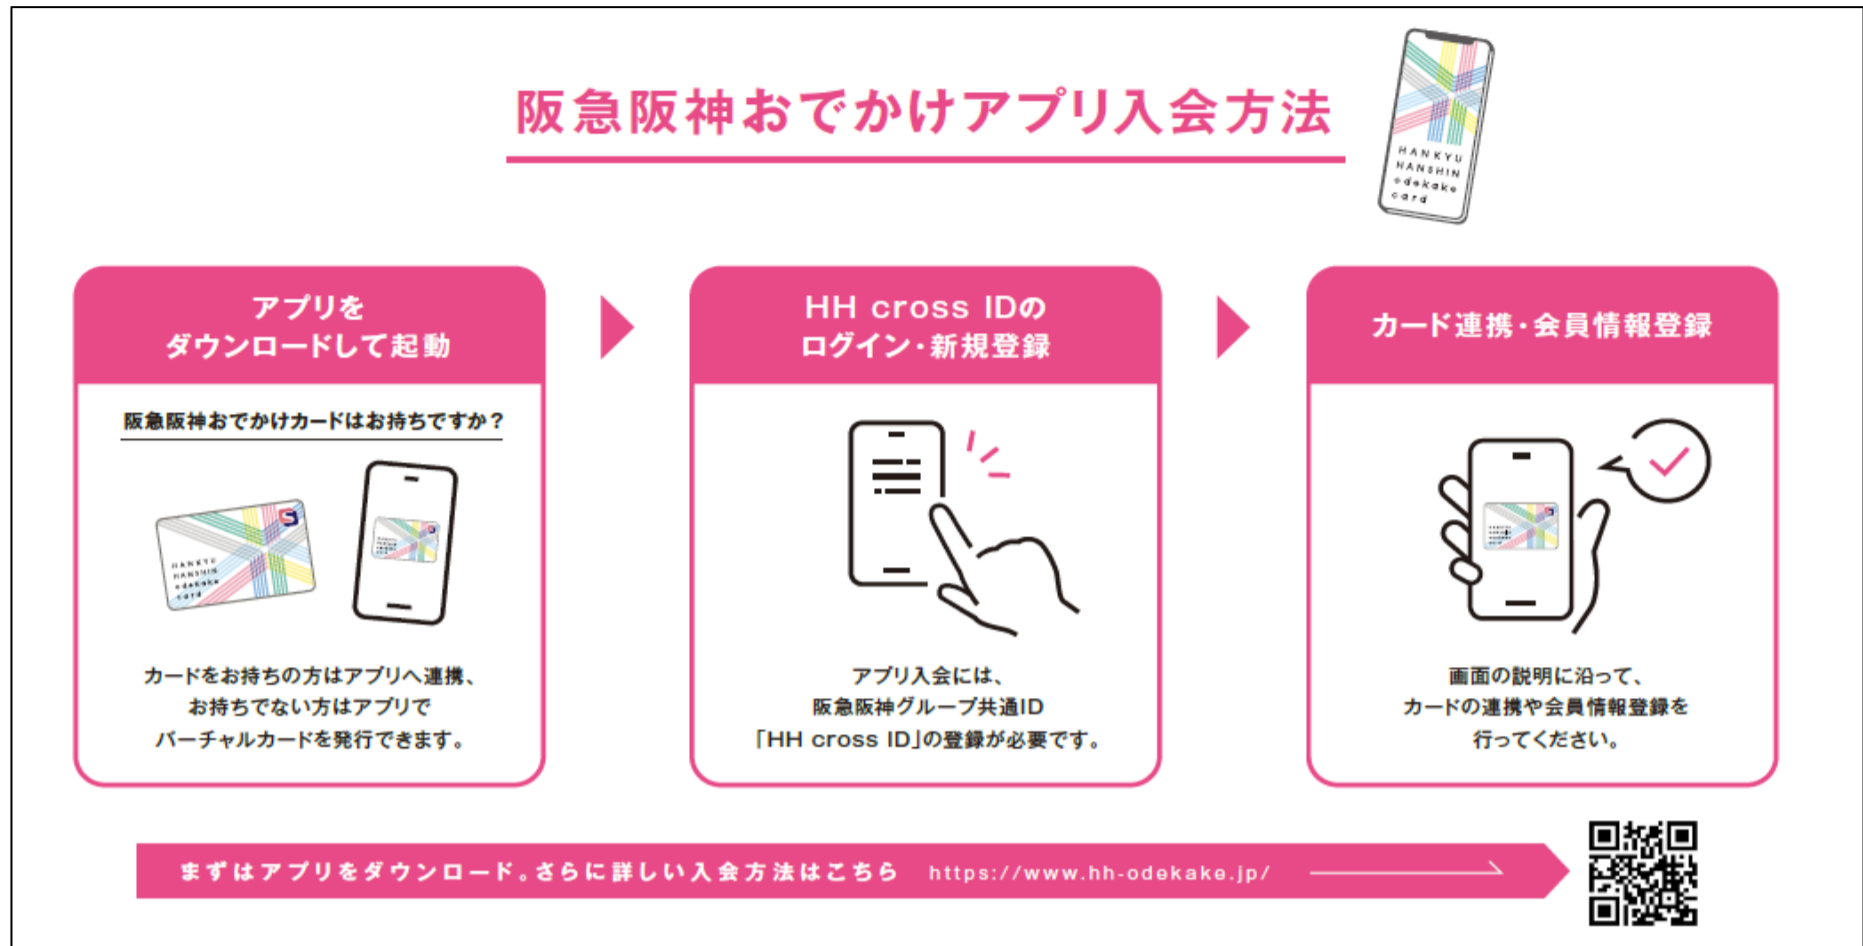 阪急阪神おでかけアプリ入会方法
HANKYU
HANSHIN
odekake
card
アプリを
ダウンロードして起動
阪急阪神おでかけカードはお持ちですか？
HANKYU
HANSHIN
odekake
card
カードをお持ちの方はアプリへ連携、
お持ちでない方はアプリで
バーチャルカードを発行できます。
HH cross IDの
ログイン・新規登録
アプリ入会には、
阪急阪神グループ共通ID
「HH cross ID」の登録が必要です。
カード連携・会員情報登録
画面の説明に沿って、
カードの連携や会員情報登録を
行ってください。
まずはアプリをダウンロード。さらに詳しい入会方法はこちら https://www.hh-odekake.jp/